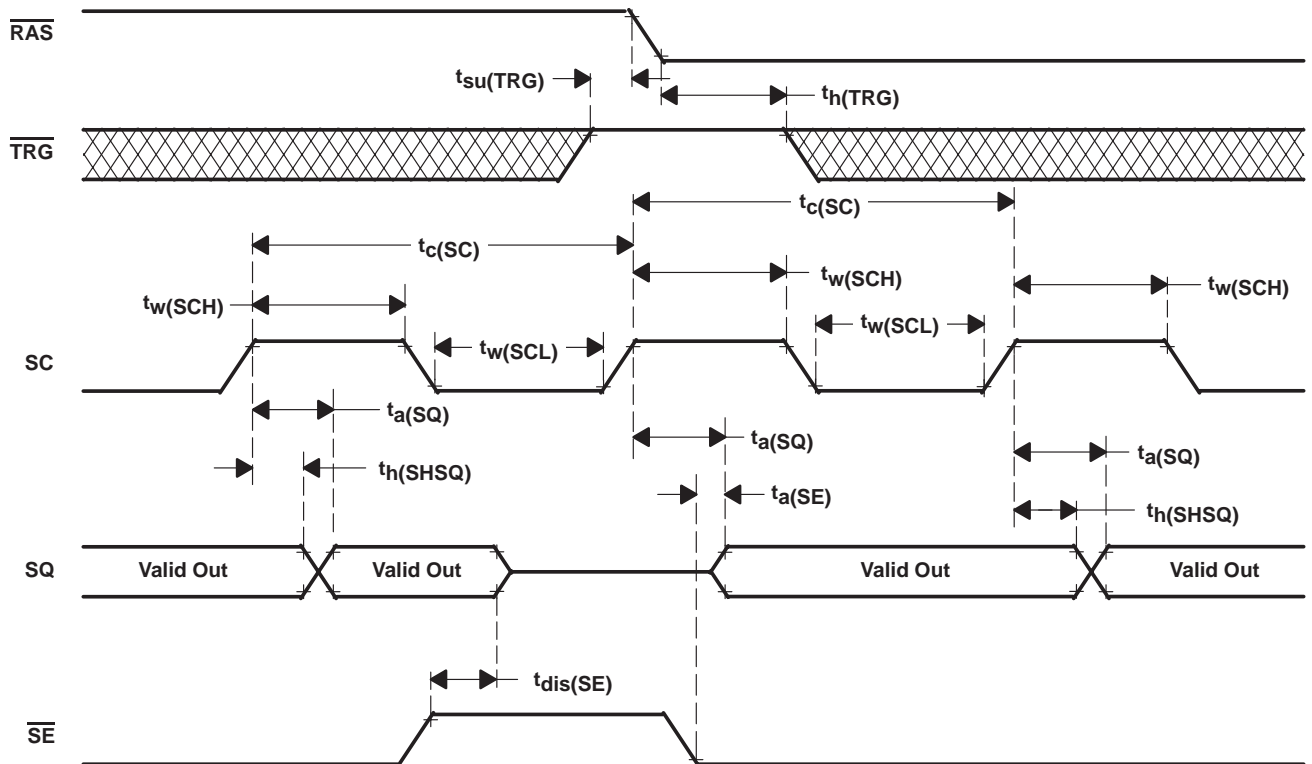 RAS
tsu(TRG)
th(TRG)
TRG
tc(SC)
tc(SC)
tw(SCH)
tw(SCH)
tw(SCH)
tw(SCL)
tw(SCL)
SC
ta(SQ)
ta(SQ)
ta(SQ)
th(SHSQ)
ta(SE)
th(SHSQ)
SQ
Valid Out
Valid Out
Valid Out
Valid Out
tdis(SE)
SE